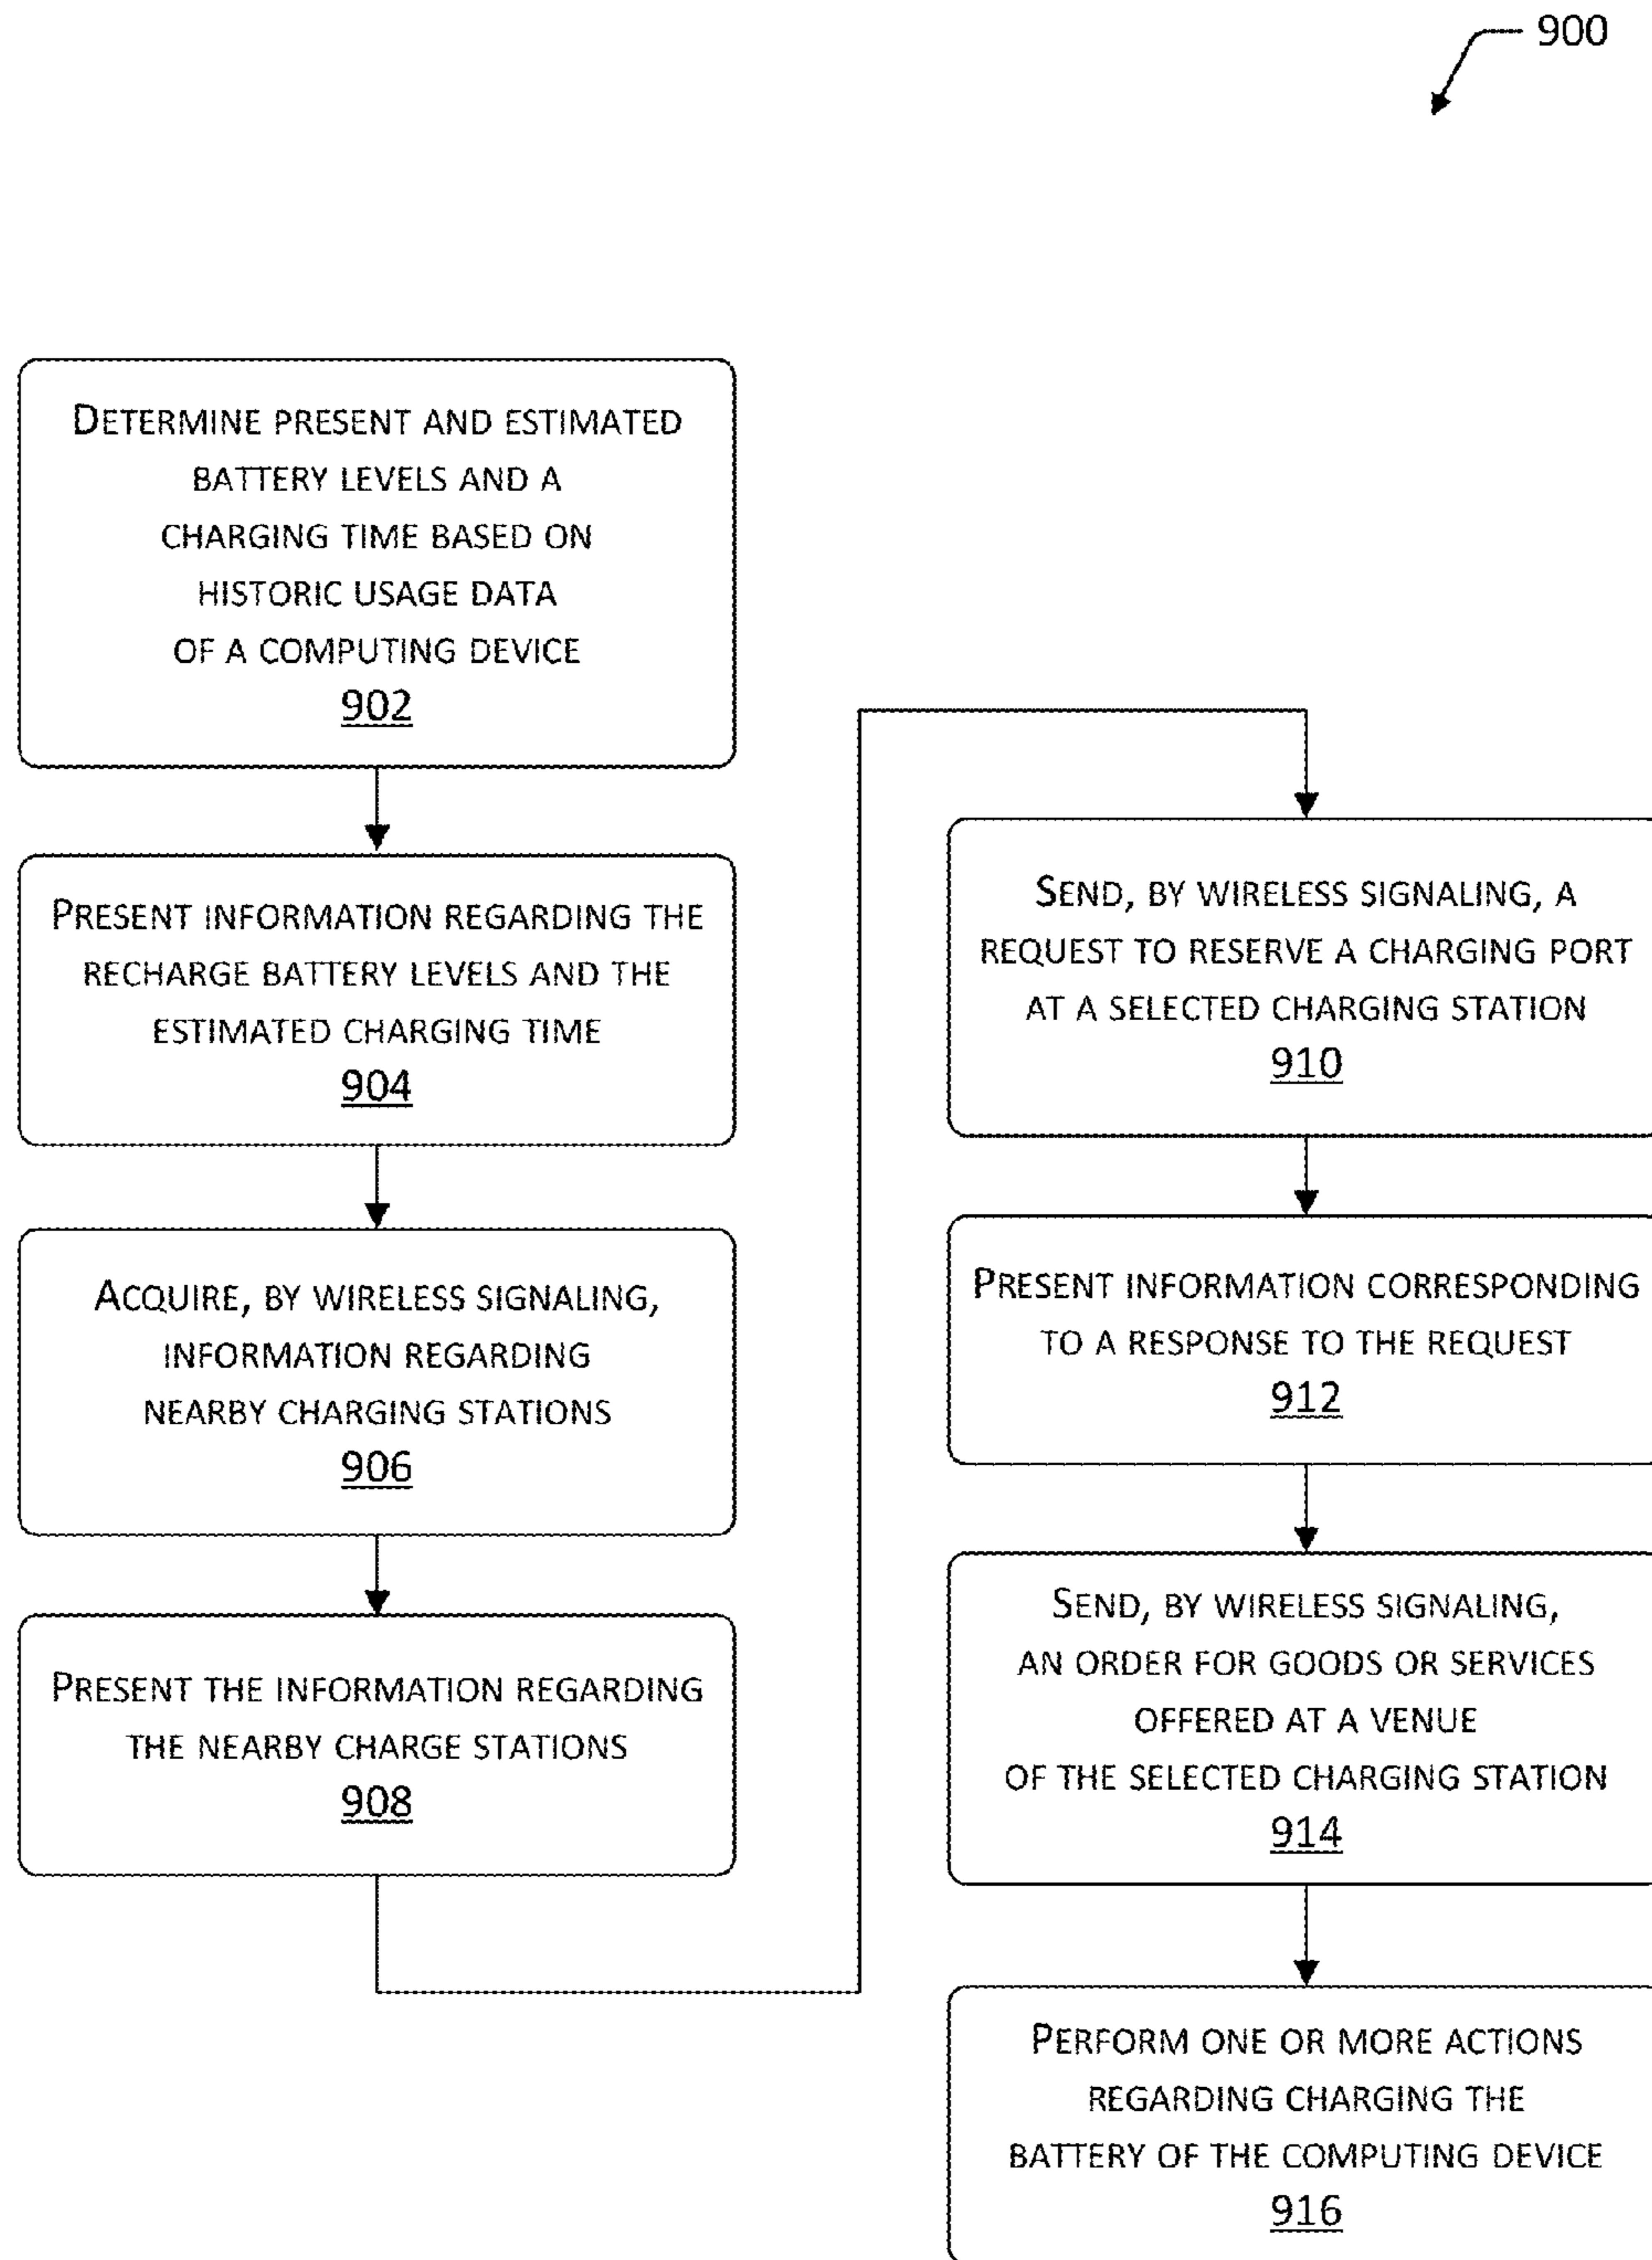 900
DETERMINE PRESENT AND ESTIMATED
BATTERY LEVELS AND A
CHARGING TIME BASED ON
HISTORIC USAGE DATA
OF A COMPUTING DEVICE
902
PRESENT INFORMATION REGARDING THE
RECHARGE BATTERY LEVELS AND THE
ESTIMATED CHARGING TIME
904
ACQUIRE, BY WIRELESS SIGNALING,
INFORMATION REGARDING
NEARBY CHARGING STATIONS
906
PRESENT THE INFORMATION REGARDING
THE NEARBY CHARGE STATIONS
908
SEND, BY WIRELESS SIGNALING, A
REQUEST TO RESERVE A CHARGING PORT
AT A SELECTED CHARGING STATION
910
PRESENT INFORMATION CORRESPONDING
TO A RESPONSE TO THE REQUEST
912
SEND, BY WIRELESS SIGNALING,
AN ORDER FOR GOODS OR SERVICES
OFFERED AT A VENUE
OF THE SELECTED CHARGING STATION
914
PERFORM ONE OR MORE ACTIONS
REGARDING CHARGING THE
BATTERY OF THE COMPUTING DEVICE
916